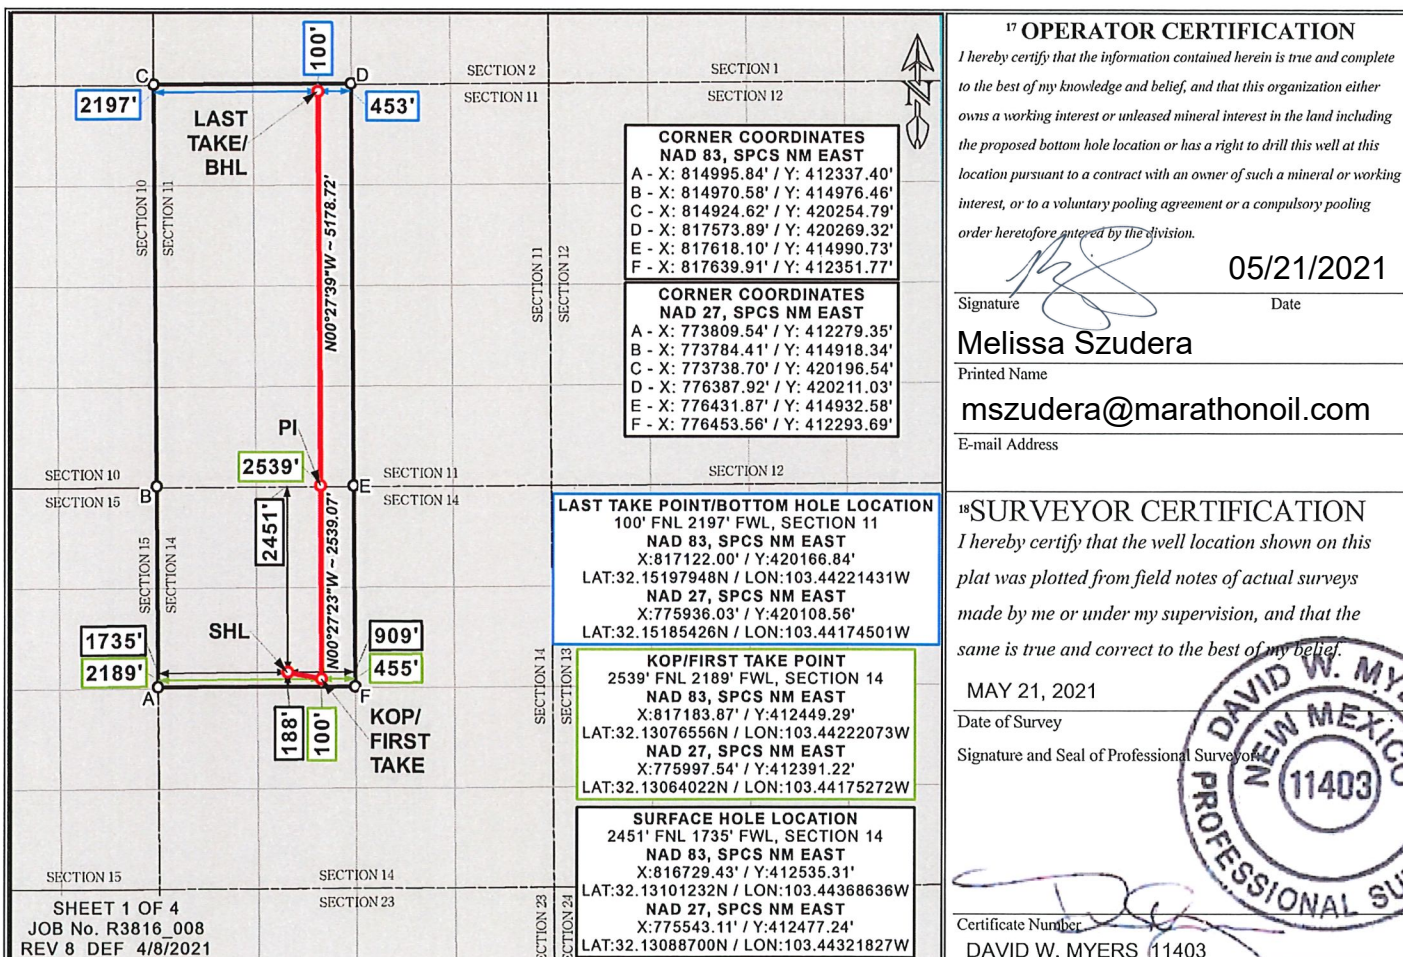 100'
C
D
SECTION 2
SECTION 1
SECTION 11
SECTION 12
2197'
453'
LAST
TAKE/
BHL
N
SECTION 10
SECTION 11
N00°27'39"W ~ 5178.72'
SECTION 11
SECTION 12
CORNER COORDINATES
NAD 83, SPCS NM EAST
A - X: 814995.84' / Y: 412337.40'
B - X: 814970.58' / Y: 414976.46'
C - X: 814924.62' / Y: 420254.79'
D - X: 817573.89' / Y: 420269.32'
E - X: 817618.10' / Y: 414990.73'
F - X: 817639.91' / Y: 412351.77'
CORNER COORDINATES
NAD 27, SPCS NM EAST
A - X: 773809.54' / Y: 412279.35'
B - X: 773784.41' / Y: 414918.34'
C - X: 773738.70' / Y: 420196.54'
D - X: 776387.92' / Y: 420211.03'
E - X: 776431.87' / Y: 414932.58'
F - X: 776453.56' / Y: 412293.69'
PI
2539'
SECTION 10
SECTION 11
SECTION 12
B
E
SECTION 15
SECTION 14
2451'
N00°27'23"W ~ 2539.07'
SECTION 15
SECTION 14
SHL
1735'
909'
2189'
455'
A
F
188'
100'
KOP/
FIRST
TAKE
SECTION 14
SECTION 13
LAST TAKE POINT/BOTTOM HOLE LOCATION
100' FNL 2197' FWL, SECTION 11
NAD 83, SPCS NM EAST
X:817122.00' / Y:420166.84'
LAT:32.15197948N / LON:103.44221431W
NAD 27, SPCS NM EAST
X:775936.03' / Y:420108.56'
LAT:32.15185426N / LON:103.44174501W
KOP/FIRST TAKE POINT
2539' FNL 2189' FWL, SECTION 14
NAD 83, SPCS NM EAST
X:817183.87' / Y:412449.29'
LAT:32.13076556N / LON:103.44222073W
NAD 27, SPCS NM EAST
X:775997.54' / Y:412391.22'
LAT:32.13064022N / LON:103.44175272W
SURFACE HOLE LOCATION
2451' FNL 1735' FWL, SECTION 14
NAD 83, SPCS NM EAST
X:816729.43' / Y:412535.31'
LAT:32.13101232N / LON:103.44368636W
NAD 27, SPCS NM EAST
X:775543.11' / Y:412477.24'
LAT:32.13088700N / LON:103.44321827W
SECTION 15
SECTION 14
SECTION 23
SECTION 23
SECTION 24
SHEET 1 OF 4
JOB No. R3816_008
REV 8 DEF 4/8/2021
17 OPERATOR CERTIFICATION
I hereby certify that the information contained herein is true and complete
to the best of my knowledge and belief, and that this organization either
owns a working interest or unleased mineral interest in the land including
the proposed bottom hole location or has a right to drill this well at this
location pursuant to a contract with an owner of such a mineral or working
interest, or to a voluntary pooling agreement or a compulsory pooling
order heretofore entered by the division.
05/21/2021
Signature Date
Melissa Szudera
Printed Name
mszudera@marathonoil.com
E-mail Address
18 SURVEYOR CERTIFICATION
I hereby certify that the well location shown on this
plat was plotted from field notes of actual surveys
made by me or under my supervision, and that the
same is true and correct to the best of my belief.
MAY 21, 2021
Date of Survey
Signature and Seal of Professional Surveyor:
DAVID W. MY
NEW MEXICO
11403
PROFESSIONAL SU
Certificate Number
DAVID W. MYERS 11403